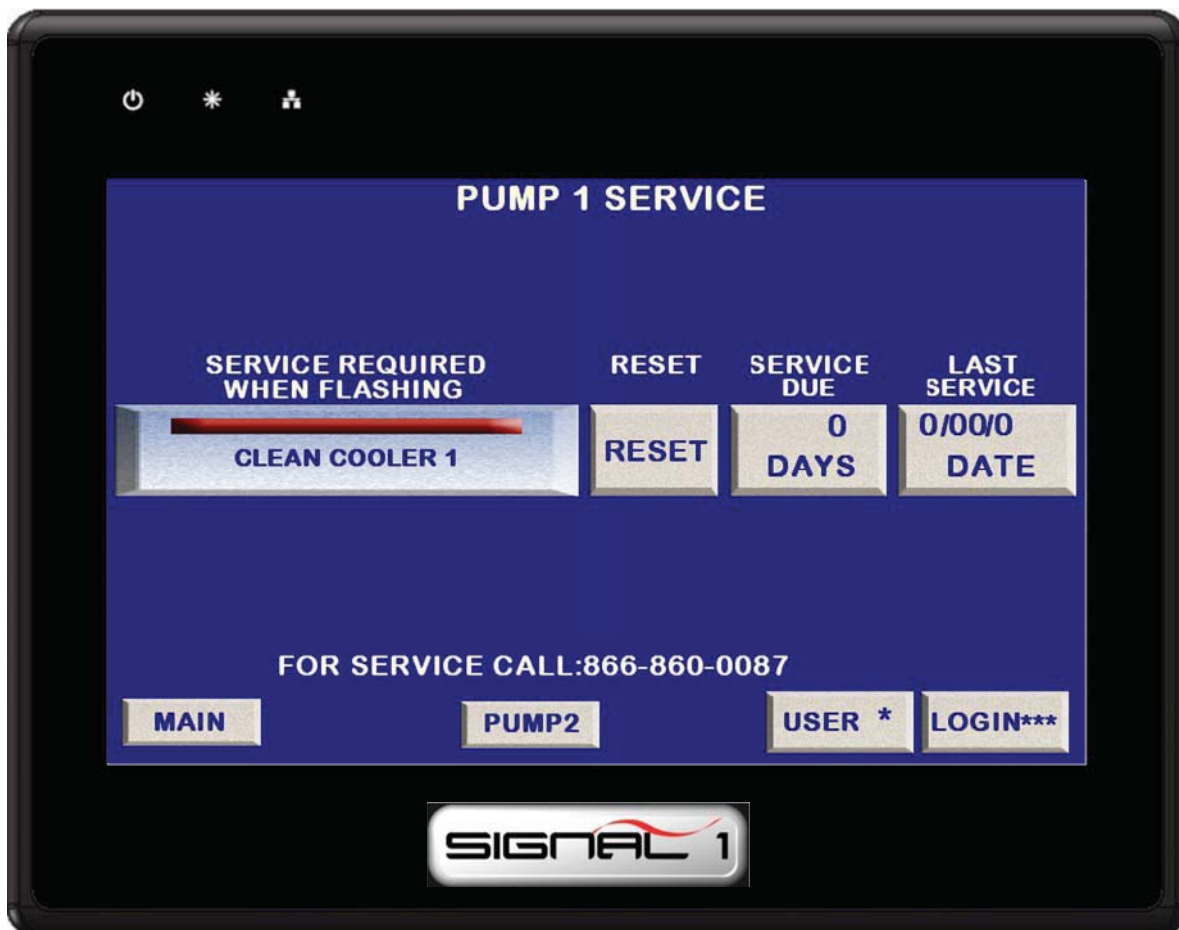 PUMP 1 SERVICE
SERVICE REQUIRED
WHEN FLASHING
RESET
SERVICE
DUE
LAST
SERVICE
CLEAN COOLER 1
RESET
0
DAYS
0/00/0
DATE
FOR SERVICE CALL:866-860-0087
MAIN
PUMP2
USER *
LOGIN***
SIGNAL 1